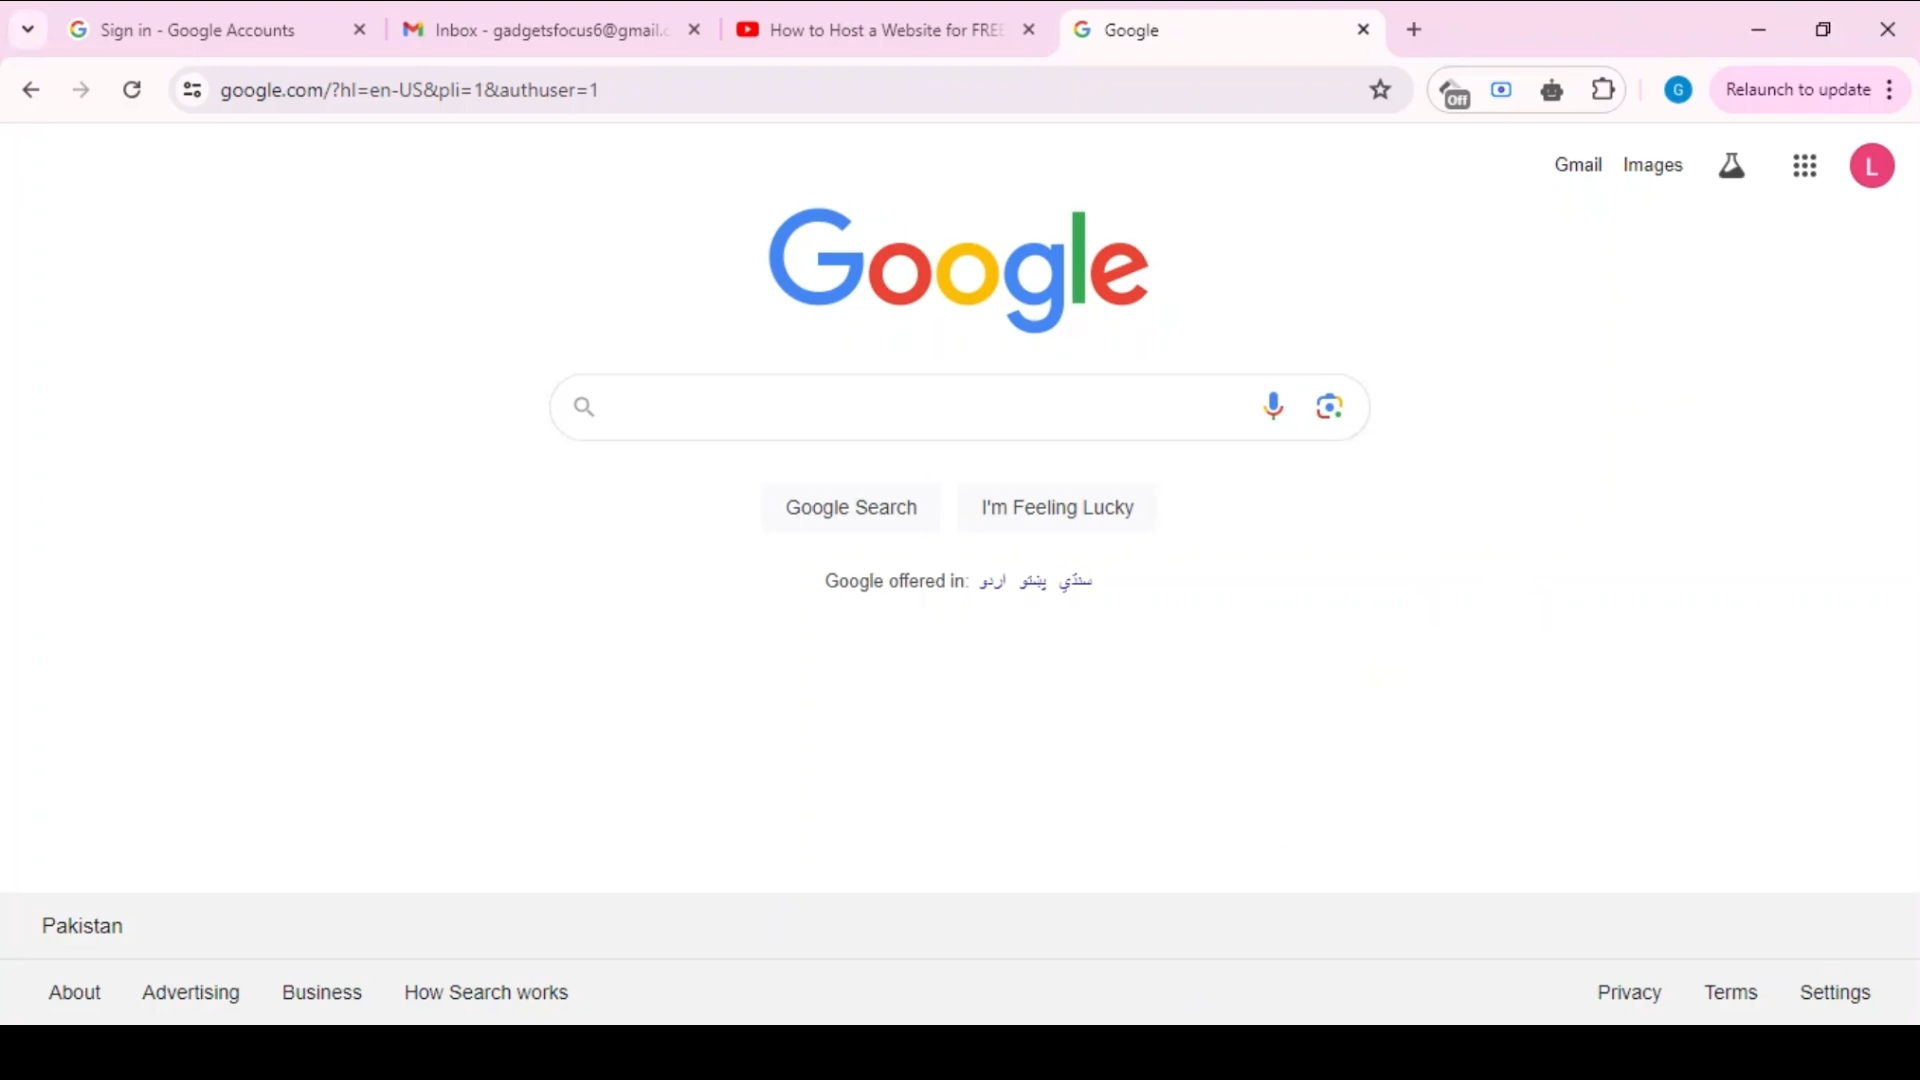 Sign in - Google Accounts
Inbox - gadgetsfocus6@gmail.c
How to Host a Website for FREE
Google
google.com/?hl=en-US&pli=1&authuser=1
Off
G
Relaunch to update
Gmail
Images
L
Google
Google Search
I'm Feeling Lucky
Google offered in: اردو پښتو سنڌي
Pakistan
About
Advertising
Business
How Search works
Privacy
Terms
Settings